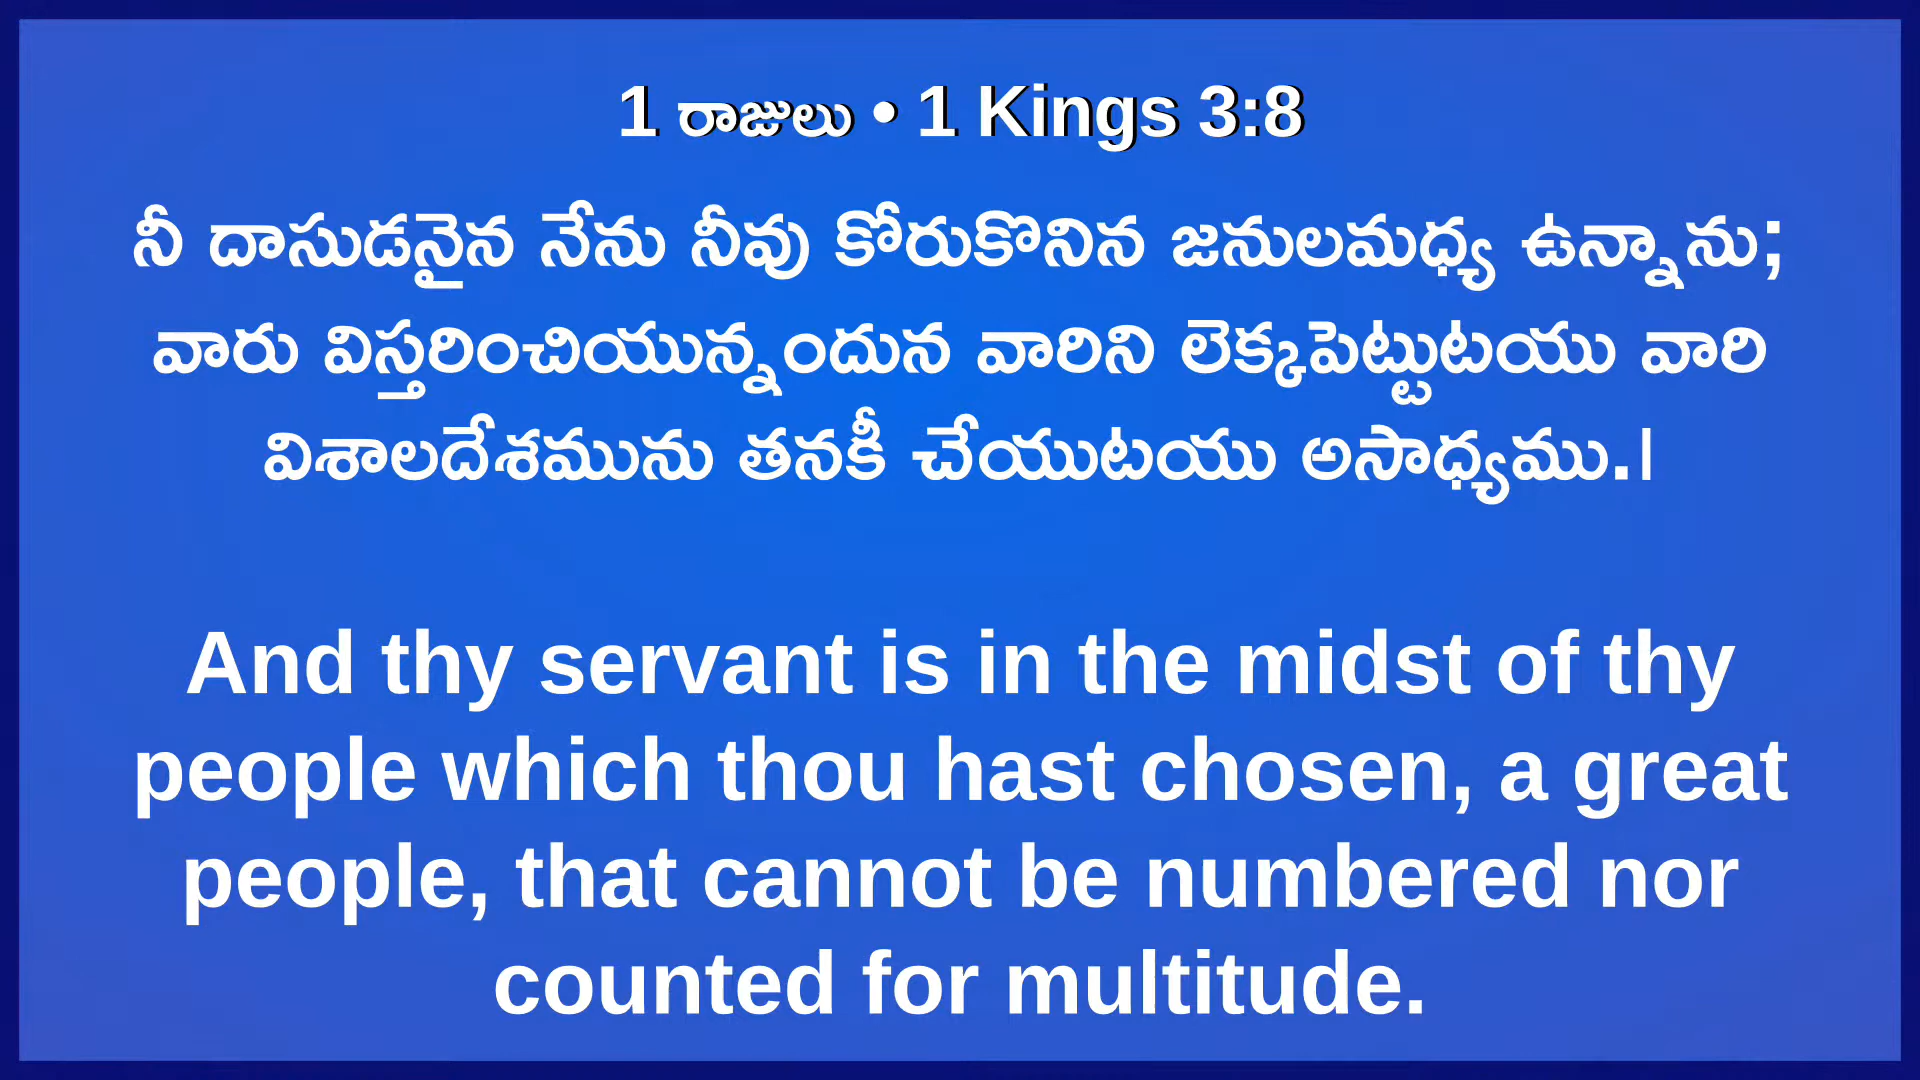 1 రాజులు • 1 Kings 3:8
నీ దాసుడనైన నేను నీవు కోరుకొనిన జనులమధ్య ఉన్నాను;
వారు విస్తరించియున్నందున వారిని లెక్కపెట్టుటయు వారి
విశాలదేశమును తనకీ చేయుటయు అసాధ్యము.।
And thy servant is in the midst of thy
people which thou hast chosen, a great
people, that cannot be numbered nor
counted for multitude.